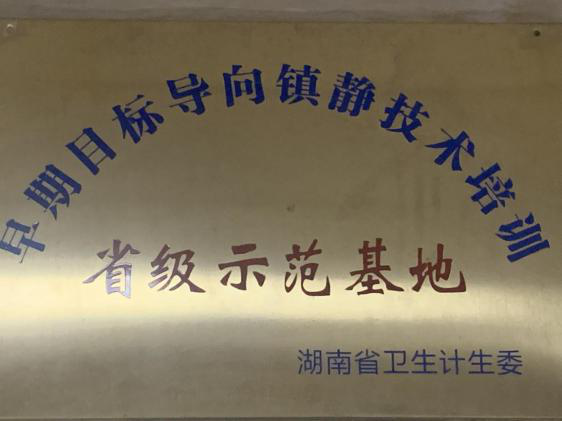 早期目标导向镇静技术培训
省级示范基地
湖南省卫生计生委